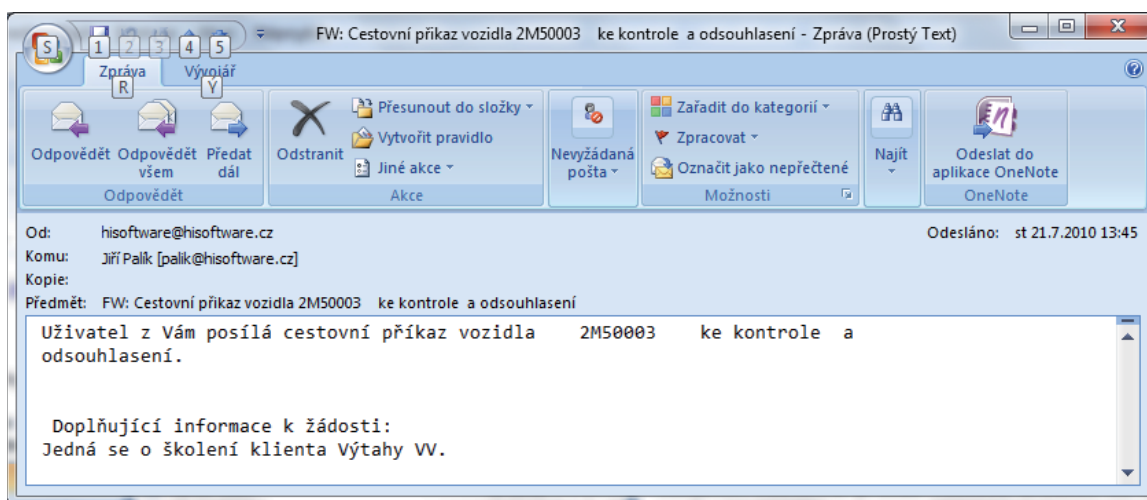 FW: Cestovní přikaz vozidla 2M50003 ke kontrole a odsouhlasení - Zpráva (Prostý Text)
S 1 2 3 4 5
Zpráva Vývojář
R Y
Odpovědět Odpovědět všem Předat dál
Odpovědět
Odstranit
Přesunout do složky
Vytvořit pravidlo
Jiné akce
Akce
Nevyžádaná pošta
Zařadit do kategorií
Zpracovat
Označit jako nepřečtené
Možnosti
Najít
Odeslat do aplikace OneNote
OneNote
Od: hisoftware@hisoftware.cz Odesláno: st 21.7.2010 13:45
Komu: Jiří Palík [palik@hisoftware.cz]
Kopie:
Předmět: FW: Cestovní přikaz vozidla 2M50003 ke kontrole a odsouhlasení
Uživatel z Vám posílá cestovní příkaz vozidla 2M50003 ke kontrole a
odsouhlasení.
Doplňující informace k žádosti:
Jedná se o školení klienta Výtahy VV.